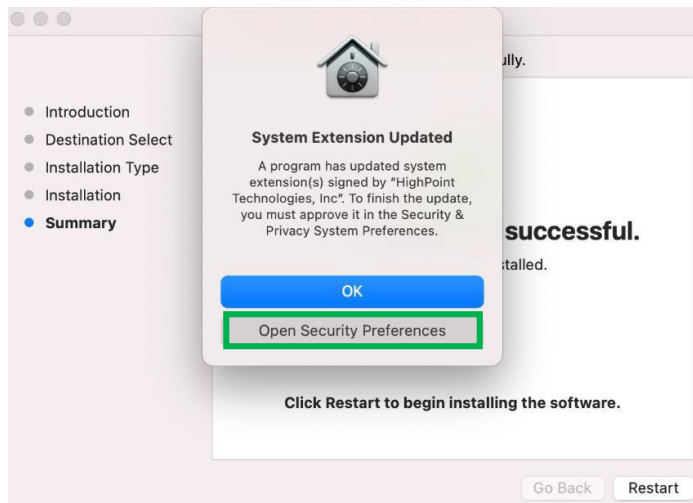 ully.
Introduction
Destination Select
Installation Type
Installation
Summary
System Extension Updated
A program has updated system
extension(s) signed by "HighPoint
Technologies, Inc". To finish the update,
you must approve it in the Security &
Privacy System Preferences.
OK
Open Security Preferences
successful.
stalled.
Click Restart to begin installing the software.
Go Back
Restart